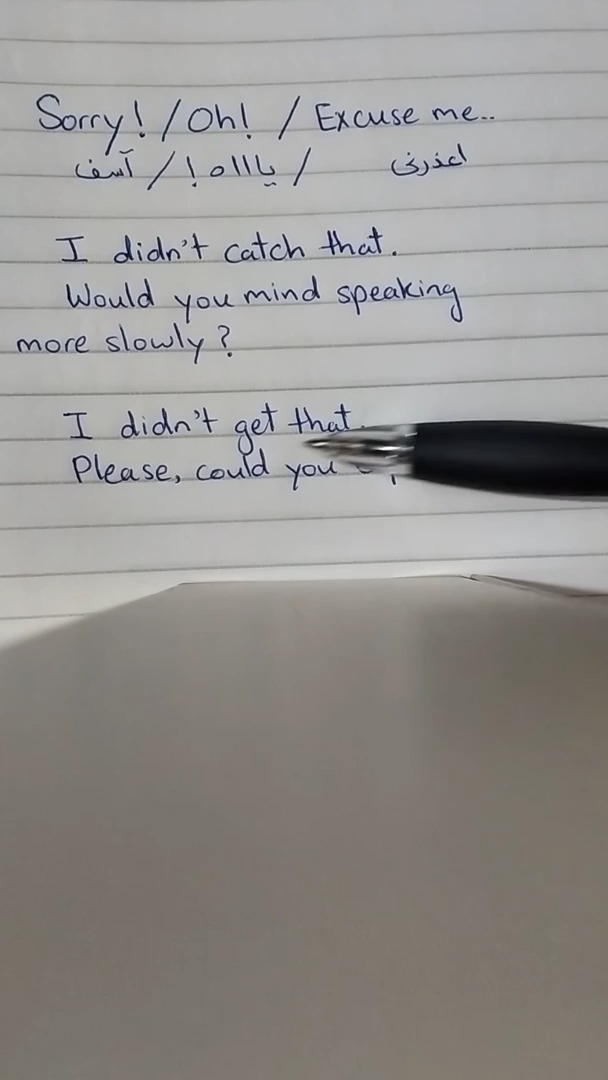 Sorry! / Oh! / Excuse me..
آسف / يااااه! / اعذرني
I didn't catch that.
Would you mind speaking
more slowly?
I didn't get that
Please, could you